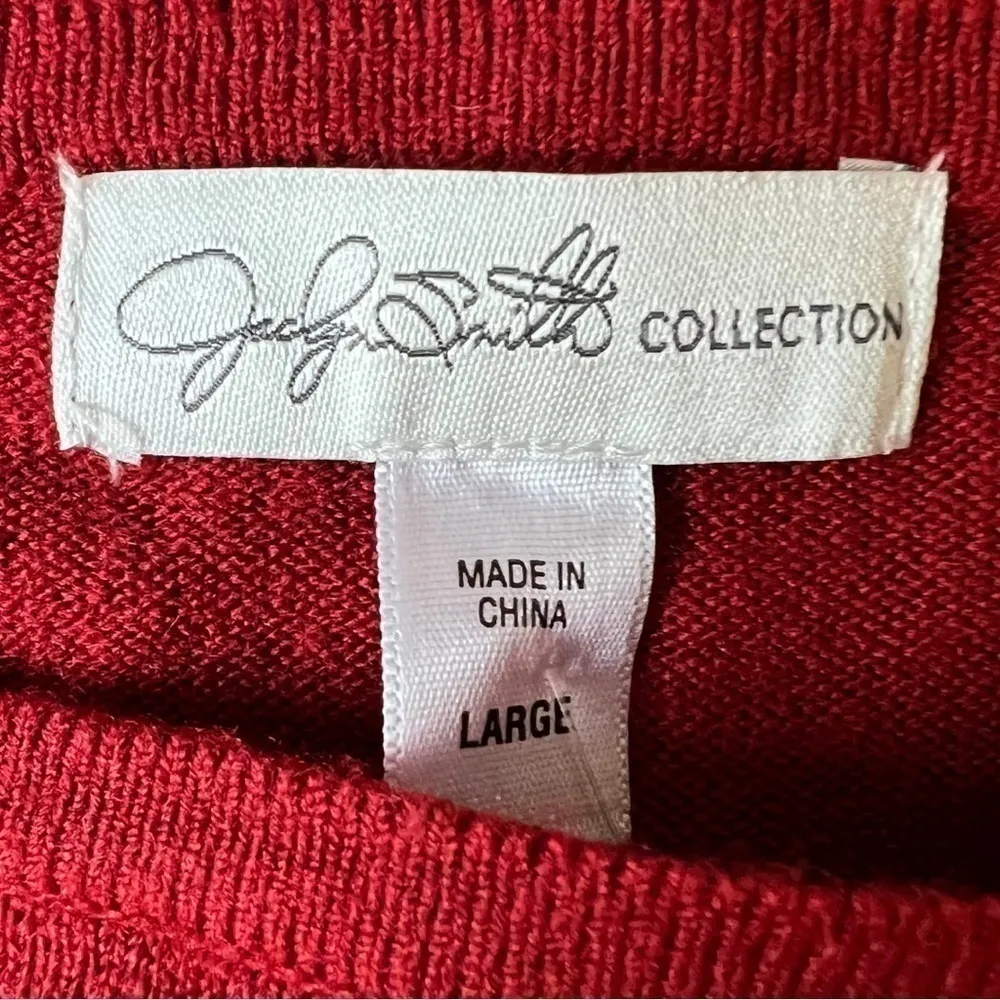 Jaclyn Smith COLLECTION
MADE IN
CHINA
LARGE